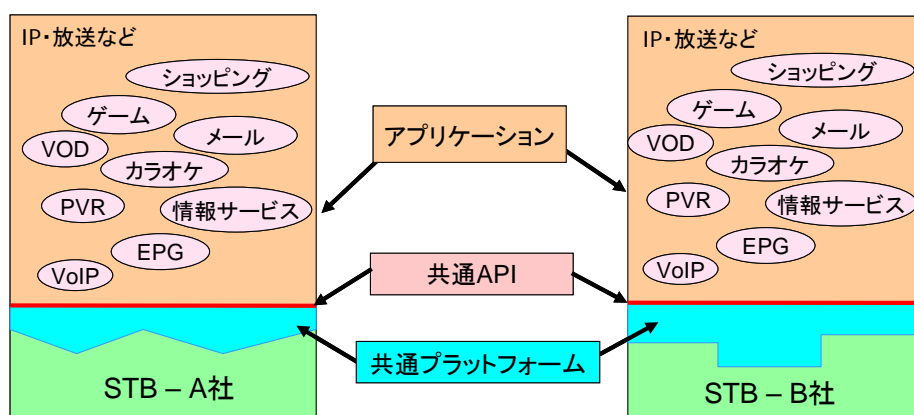 IP・放送など
ショッピング
ゲーム
メール
VOD
カラオケ
PVR
情報サービス
EPG
VoIP
STB – A社
アプリケーション
共通API
共通プラットフォーム
IP・放送など
ショッピング
ゲーム
メール
VOD
カラオケ
PVR
情報サービス
EPG
VoIP
STB – B社